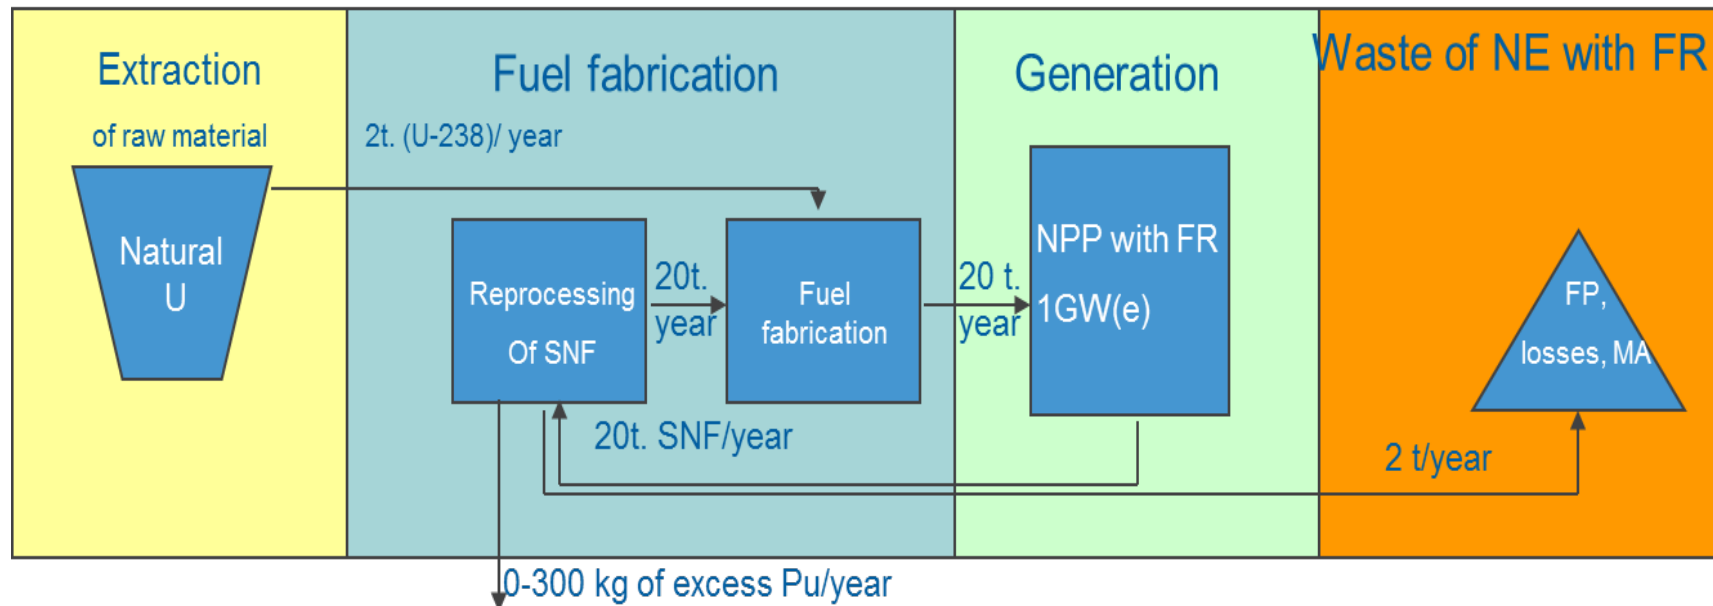 Extraction
of raw material
Natural
U
Fuel fabrication
2t. (U-238)/ year
Reprocessing
Of SNF
20t.
year
Fuel
fabrication
20t. SNF/year
0-300 kg of excess Pu/year
Generation
20 t.
year
NPP with FR
1GW(e)
Waste of NE with FR
FP,
losses, MA
2 t/year